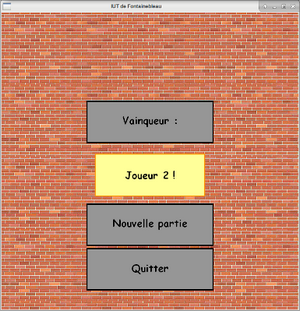 IUT de Fontainebleau
Vainqueur :
Joueur 2 !
Nouvelle partie
Quitter